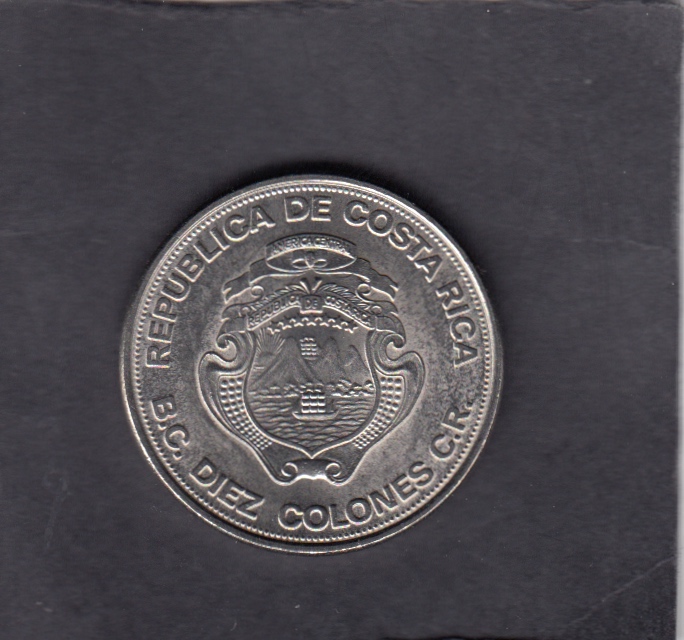 REPUBLICA DE COSTA RICA
AMERICA CENTRAL
REPUBLICA DE COSTA RICA
B.C. DIEZ COLONES C.R.